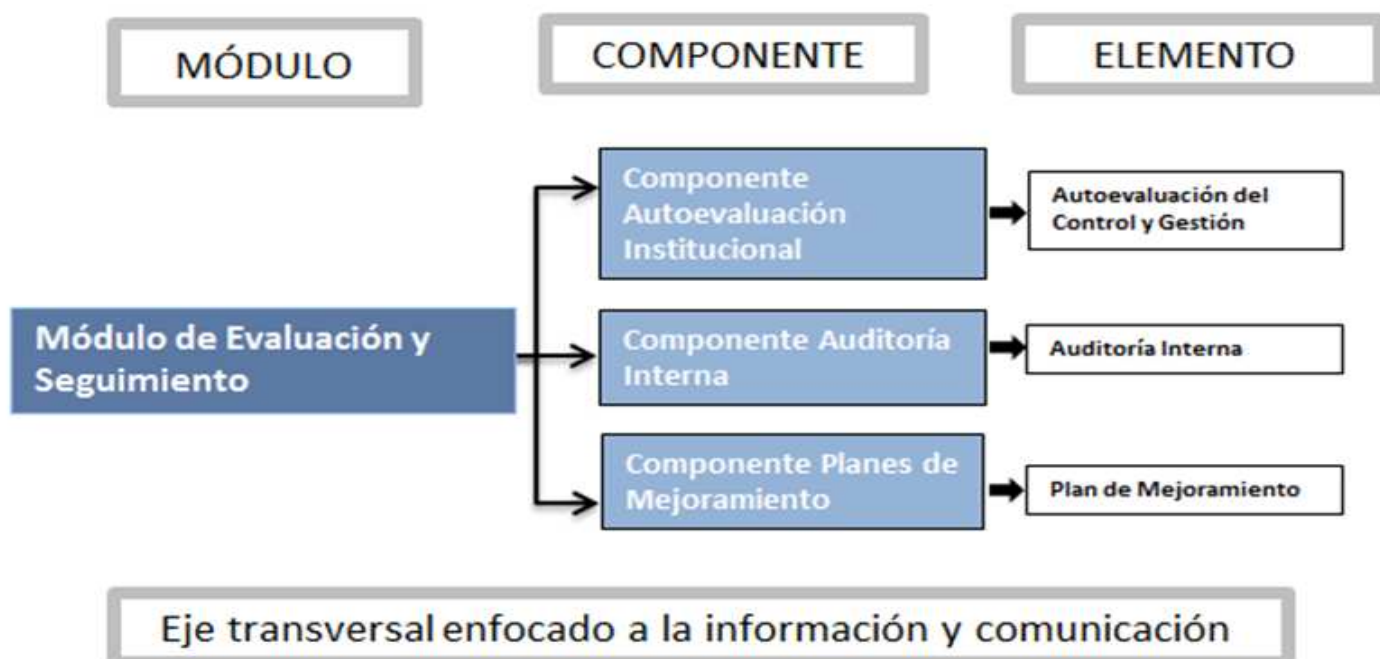 MÓDULO
COMPONENTE
ELEMENTO
Módulo de Evaluación y
Seguimiento
Componente
Autoevaluación
Institucional
Autoevaluación del
Control y Gestión
Componente Auditoría
Interna
Auditoría Interna
Componente Planes de
Mejoramiento
Plan de Mejoramiento
Eje transversal enfocado a la información y comunicación